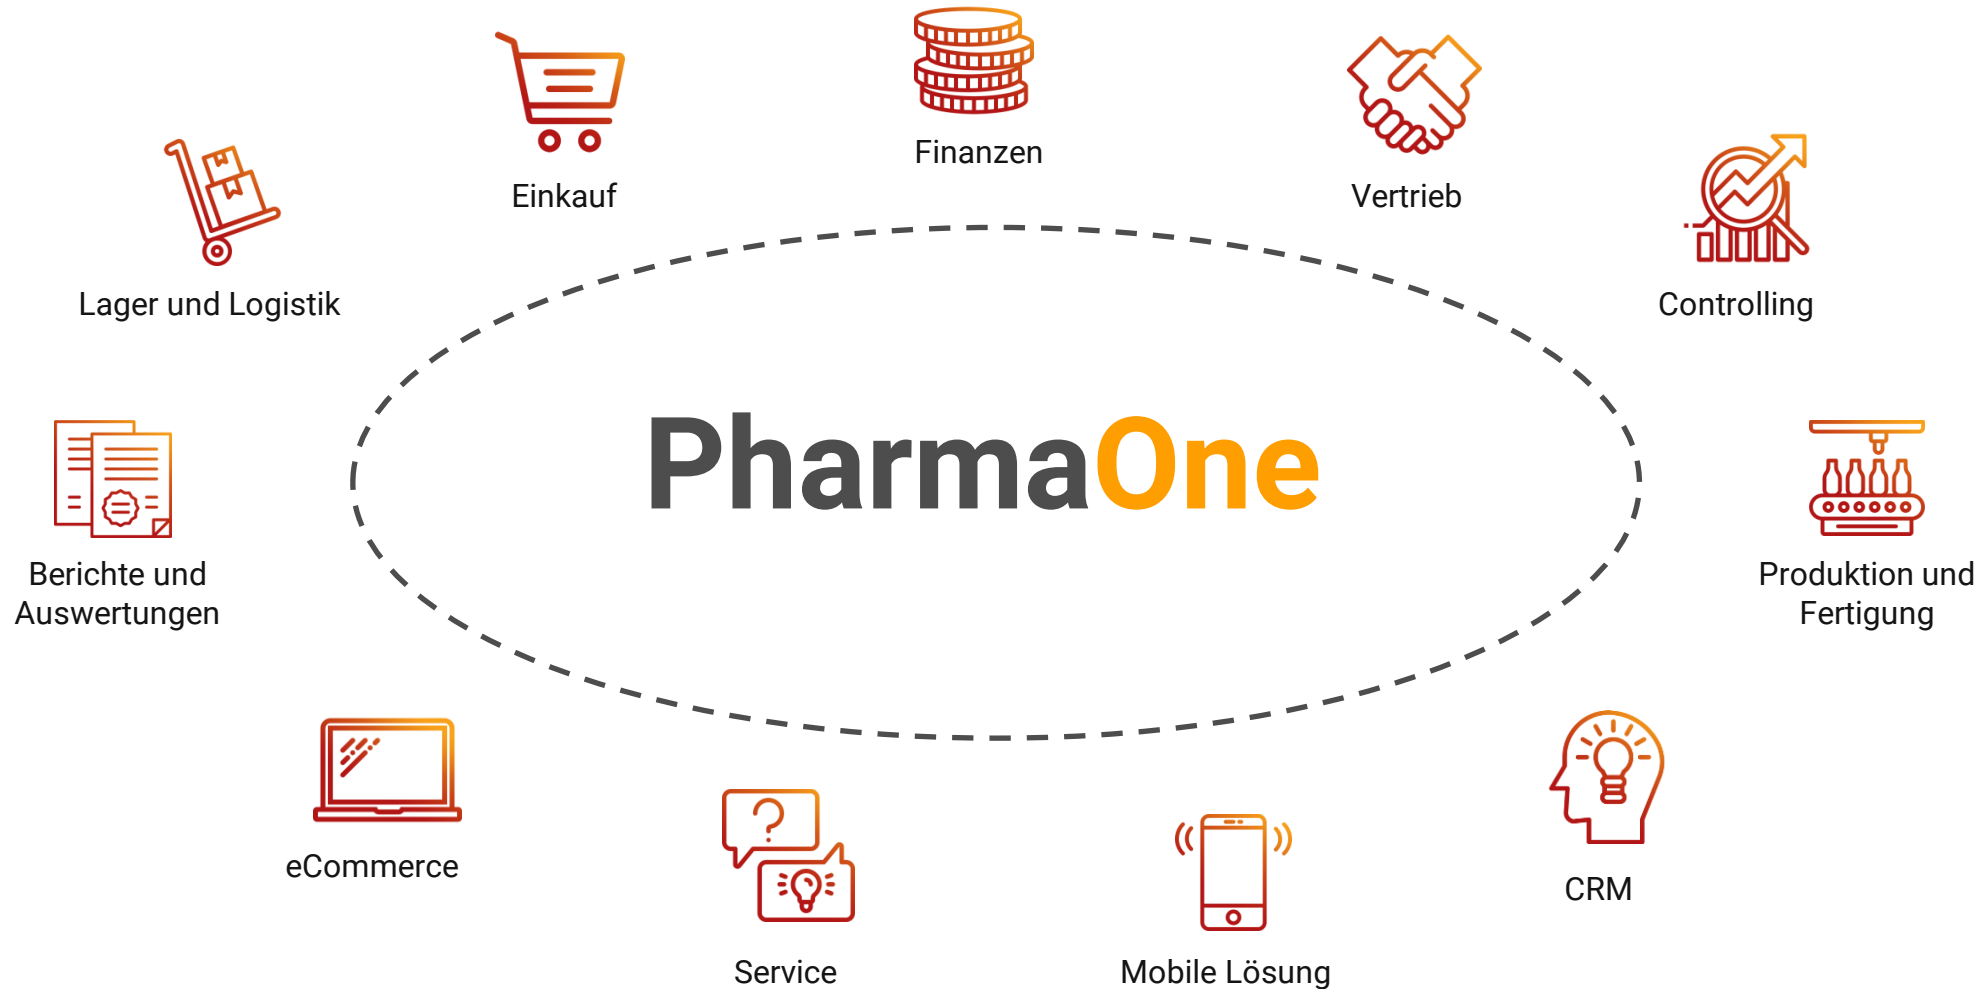 Finanzen
Einkauf
Vertrieb
Lager und Logistik
Controlling
PharmaOne
Berichte und
Auswertungen
Produktion und
Fertigung
eCommerce
CRM
Service
Mobile Lösung